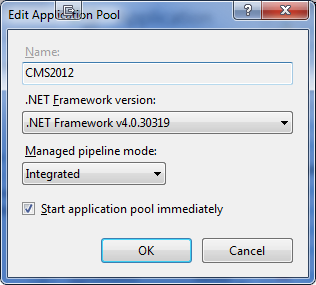 Edit Application Pool
Name:
CMS2012
.NET Framework version:
.NET Framework v4.0.30319
Managed pipeline mode:
Integrated
Start application pool immediately
OK
Cancel